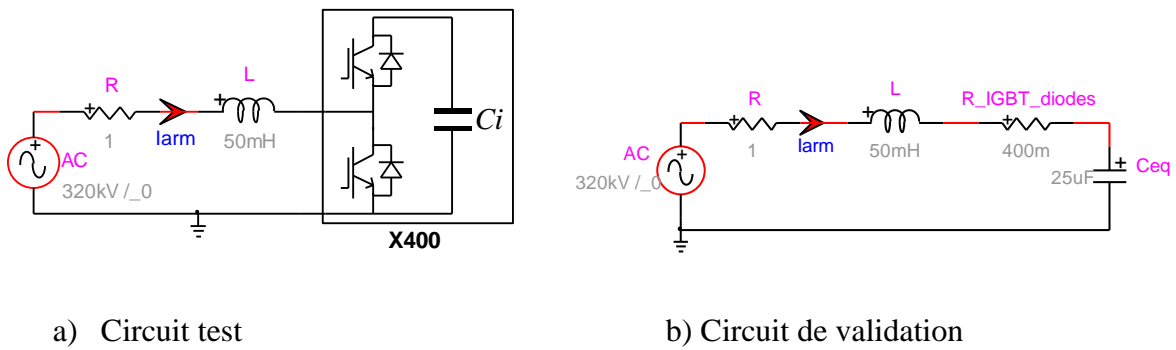 R
L
1
Iarm
50mH
AC
320kV /_0
Ci
X400
R
L
R_IGBT_diodes
1
Iarm
50mH
400m
AC
320kV /_0
25uF
Ceq
a) Circuit test
b) Circuit de validation